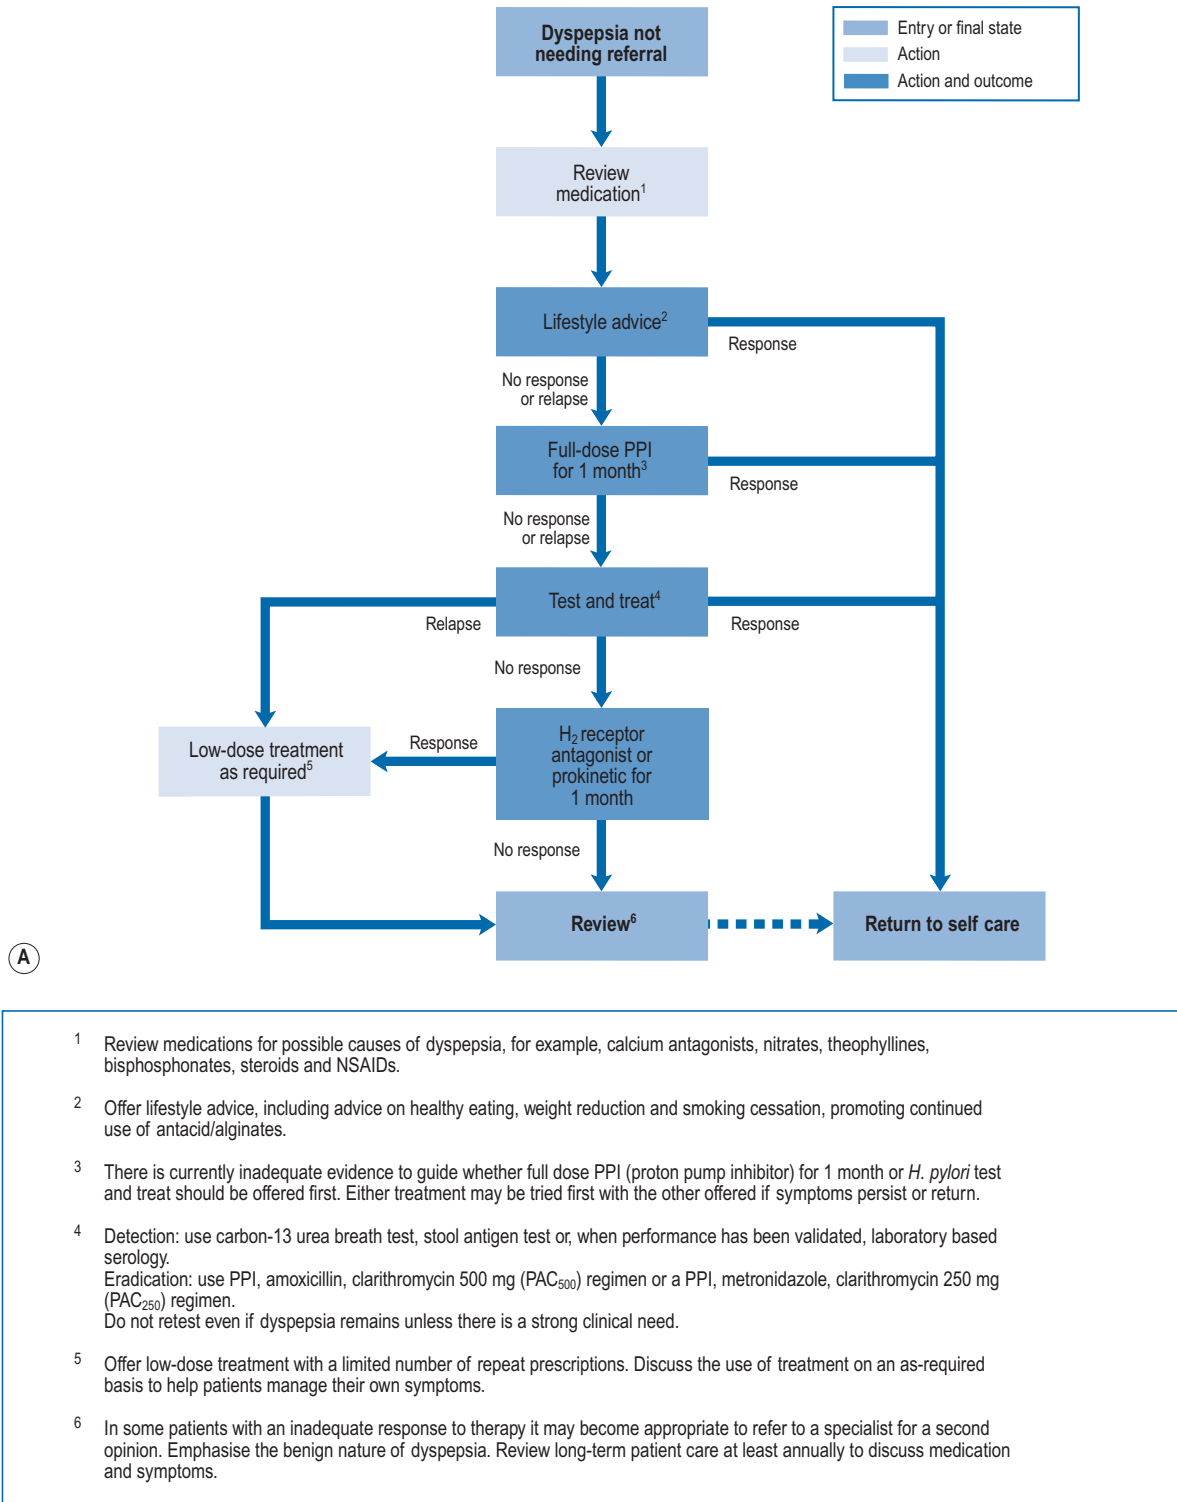 Dyspepsia not
needing referral
Entry or final state
Action
Action and outcome
Review
medication1
Lifestyle advice2
Response
No response
or relapse
Full-dose PPI
for 1 month3
Response
No response
or relapse
Test and treat4
Relapse
Response
No response
Low-dose treatment
as required5
Response
H2 receptor
antagonist or
prokinetic for
1 month
No response
Review6
Return to self care
A
1 Review medications for possible causes of dyspepsia, for example, calcium antagonists, nitrates, theophyllines,
bisphosphonates, steroids and NSAIDs.
2 Offer lifestyle advice, including advice on healthy eating, weight reduction and smoking cessation, promoting continued
use of antacid/alginates.
3 There is currently inadequate evidence to guide whether full dose PPI (proton pump inhibitor) for 1 month or H. pylori test
and treat should be offered first. Either treatment may be tried first with the other offered if symptoms persist or return.
4 Detection: use carbon-13 urea breath test, stool antigen test or, when performance has been validated, laboratory based
serology.
Eradication: use PPI, amoxicillin, clarithromycin 500 mg (PAC500) regimen or a PPI, metronidazole, clarithromycin 250 mg
(PAC250) regimen.
Do not retest even if dyspepsia remains unless there is a strong clinical need.
5 Offer low-dose treatment with a limited number of repeat prescriptions. Discuss the use of treatment on an as-required
basis to help patients manage their own symptoms.
6 In some patients with an inadequate response to therapy it may become appropriate to refer to a specialist for a second
opinion. Emphasise the benign nature of dyspepsia. Review long-term patient care at least annually to discuss medication
and symptoms.